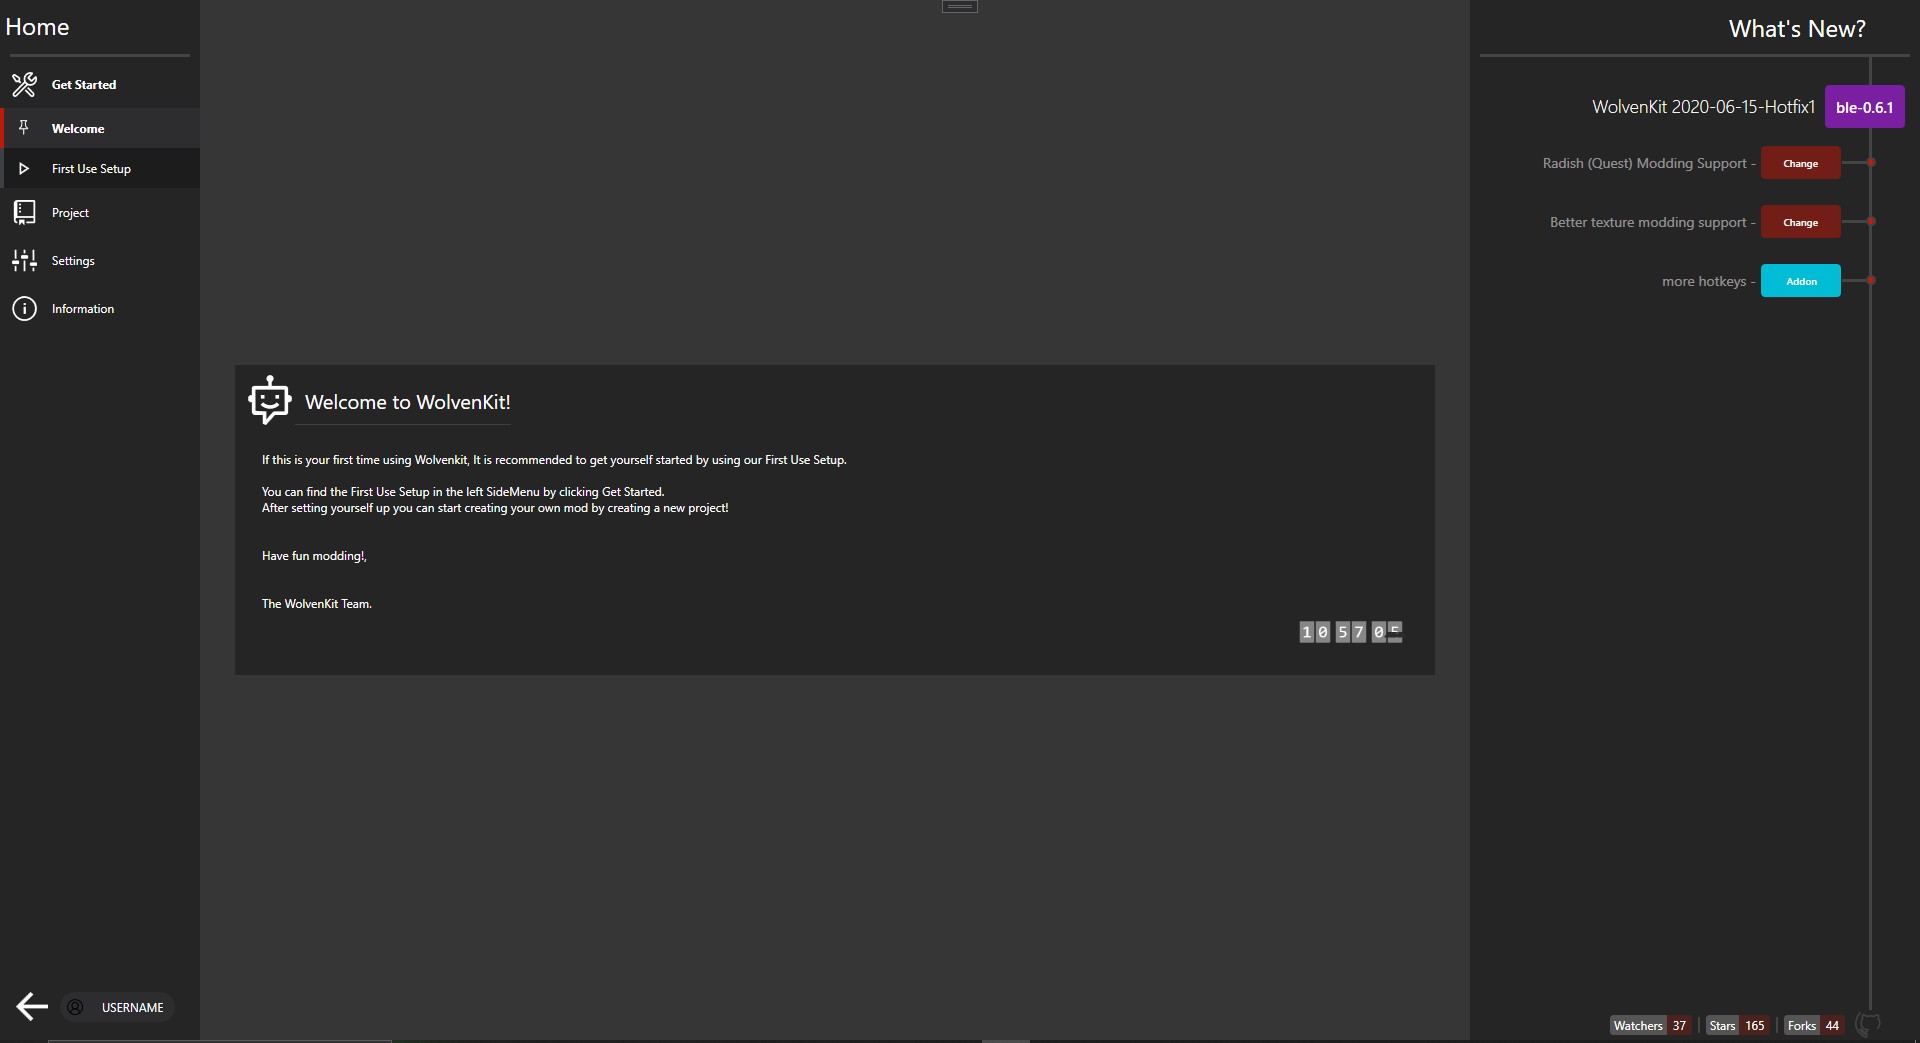 Home
Get Started
Welcome
First Use Setup
Project
Settings
Information
USERNAME
Welcome to WolvenKit!
If this is your first time using Wolvenkit, It is recommended to get yourself started by using our First Use Setup.
You can find the First Use Setup in the left SideMenu by clicking Get Started.
After setting yourself up you can start creating your own mod by creating a new project!
Have fun modding!,
The WolvenKit Team.
10 57 05
What's New?
WolvenKit 2020-06-15-Hotfix1 ble-0.6.1
Radish (Quest) Modding Support - Change
Better texture modding support - Change
more hotkeys - Addon
Watchers 37 | Stars 165 | Forks 44